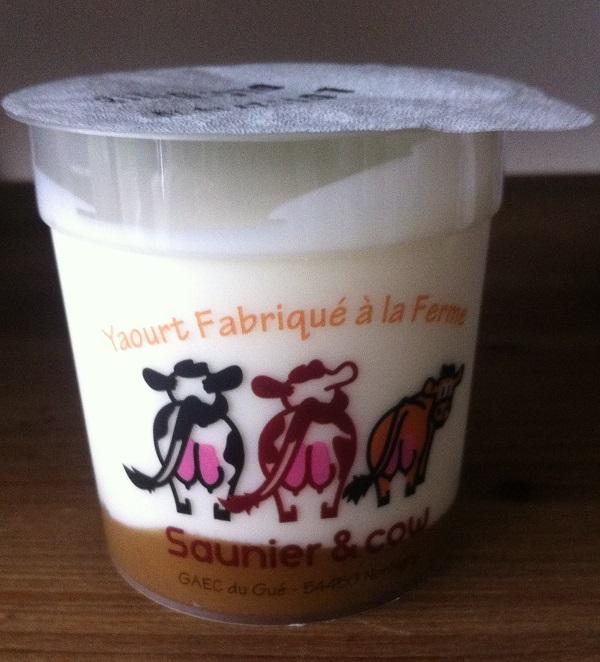 Yaourt Fabriqué à la Ferme
Saunier & cow
GAEC du Gué - 54450